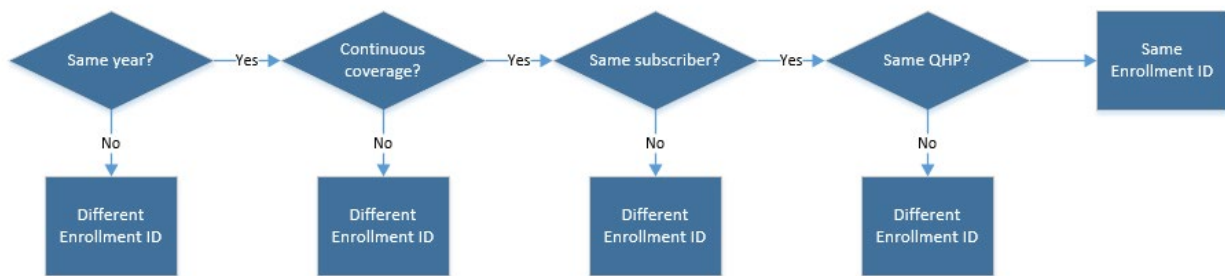 Same year?
Yes
Continuous
coverage?
Yes
Same subscriber?
Yes
Same QHP?
Same
Enrollment ID
No
No
No
No
Different
Enrollment ID
Different
Enrollment ID
Different
Enrollment ID
Different
Enrollment ID